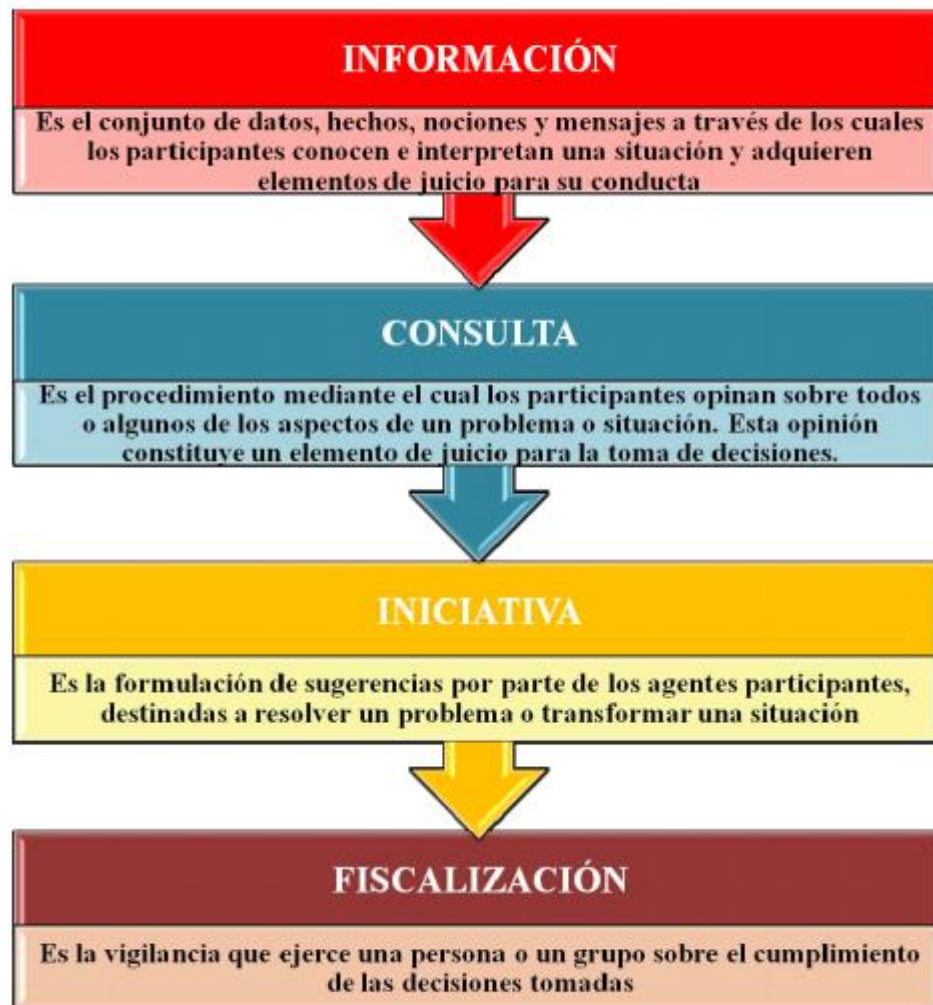 INFORMACIÓN
Es el conjunto de datos, hechos, nociones y mensajes a través de los cuales
los participantes conocen e interpretan una situación y adquieren
elementos de juicio para su conducta
CONSULTA
Es el procedimiento mediante el cual los participantes opinan sobre todos
o algunos de los aspectos de un problema o situación. Esta opinión
constituye un elemento de juicio para la toma de decisiones.
INICIATIVA
Es la formulación de sugerencias por parte de los agentes participantes,
destinadas a resolver un problema o transformar una situación
FISCALIZACIÓN
Es la vigilancia que ejerce una persona o un grupo sobre el cumplimiento
de las decisiones tomadas